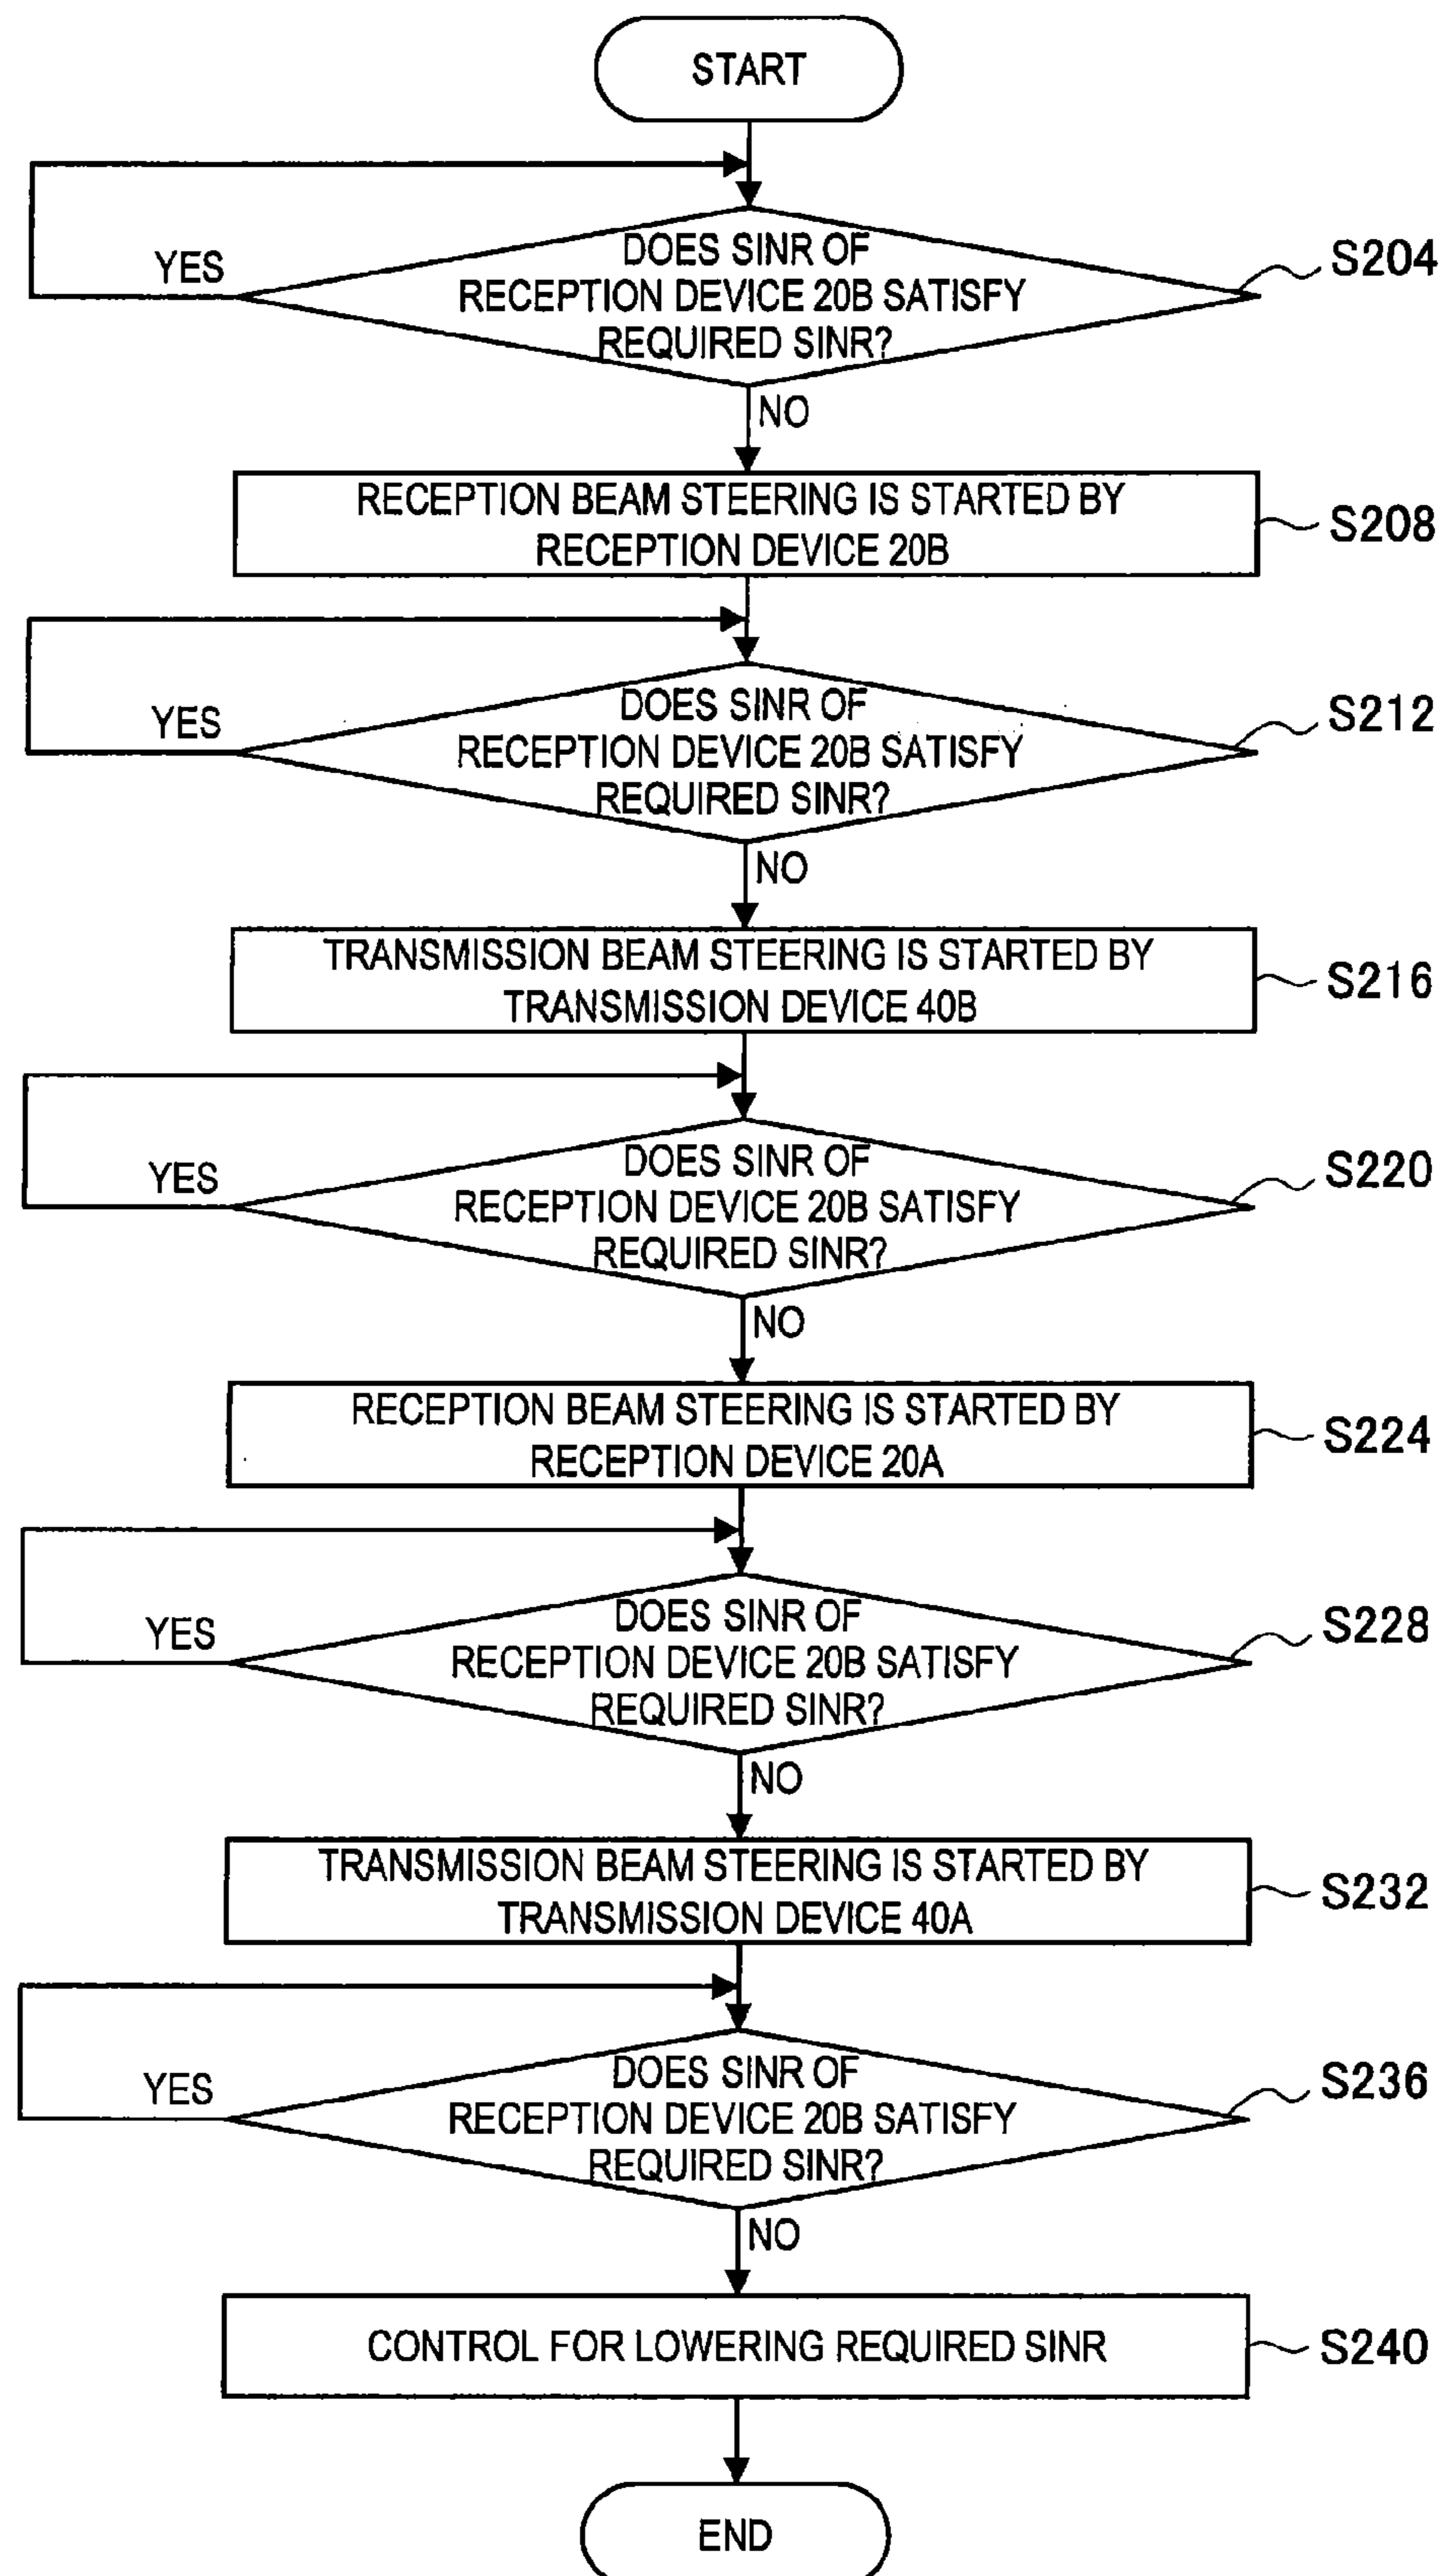 START
DOES SINR OF
RECEPTION DEVICE 20B SATISFY
REQUIRED SINR?
YES
S204
NO
RECEPTION BEAM STEERING IS STARTED BY
RECEPTION DEVICE 20B
S208
DOES SINR OF
RECEPTION DEVICE 20B SATISFY
REQUIRED SINR?
YES
S212
NO
TRANSMISSION BEAM STEERING IS STARTED BY
TRANSMISSION DEVICE 40B
S216
DOES SINR OF
RECEPTION DEVICE 20B SATISFY
REQUIRED SINR?
YES
S220
NO
RECEPTION BEAM STEERING IS STARTED BY
RECEPTION DEVICE 20A
S224
DOES SINR OF
RECEPTION DEVICE 20B SATISFY
REQUIRED SINR?
YES
S228
NO
TRANSMISSION BEAM STEERING IS STARTED BY
TRANSMISSION DEVICE 40A
S232
DOES SINR OF
RECEPTION DEVICE 20B SATISFY
REQUIRED SINR?
YES
S236
NO
CONTROL FOR LOWERING REQUIRED SINR
S240
END